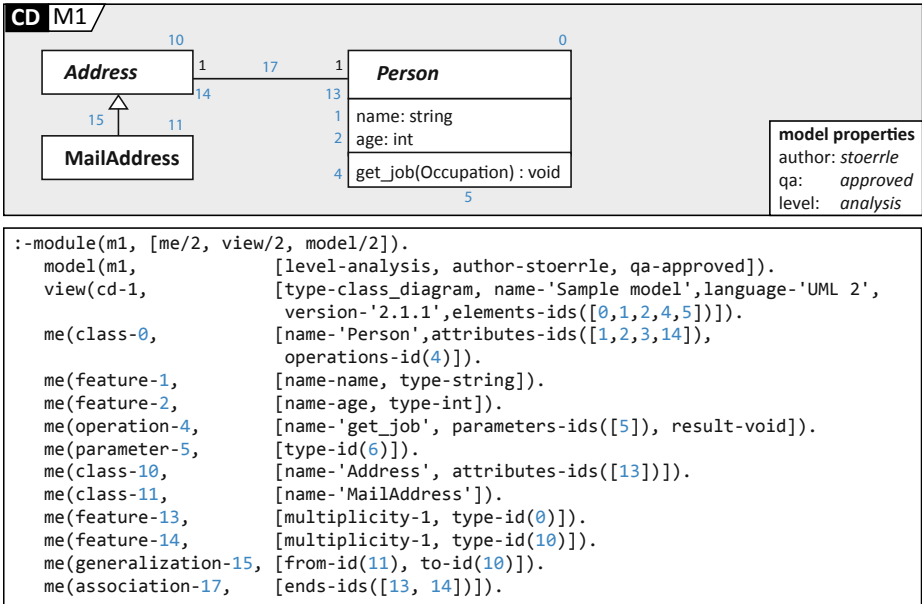 CD M1
10
0
Address
1
17
1
Person
14
13
15
11
1
name: string
2
age: int
MailAddress
4
get_job(Occupation) : void
5
model properties
author: stoerrle
qa: approved
level: analysis
:-module(m1, [me/2, view/2, model/2]).
model(m1, [level-analysis, author-stoerrle, qa-approved]).
view(cd-1, [type-class_diagram, name-'Sample model',language-'UML 2',
version-'2.1.1',elements-ids([0,1,2,4,5])]).
me(class-0, [name-'Person',attributes-ids([1,2,3,14]),
operations-id(4)]).
me(feature-1, [name-name, type-string]).
me(feature-2, [name-age, type-int]).
me(operation-4, [name-'get_job', parameters-ids([5]), result-void]).
me(parameter-5, [type-id(6)]).
me(class-10, [name-'Address', attributes-ids([13])]).
me(class-11, [name-'MailAddress']).
me(feature-13, [multiplicity-1, type-id(0)]).
me(feature-14, [multiplicity-1, type-id(10)]).
me(generalization-15, [from-id(11), to-id(10)]).
me(association-17, [ends-ids([13, 14])]).